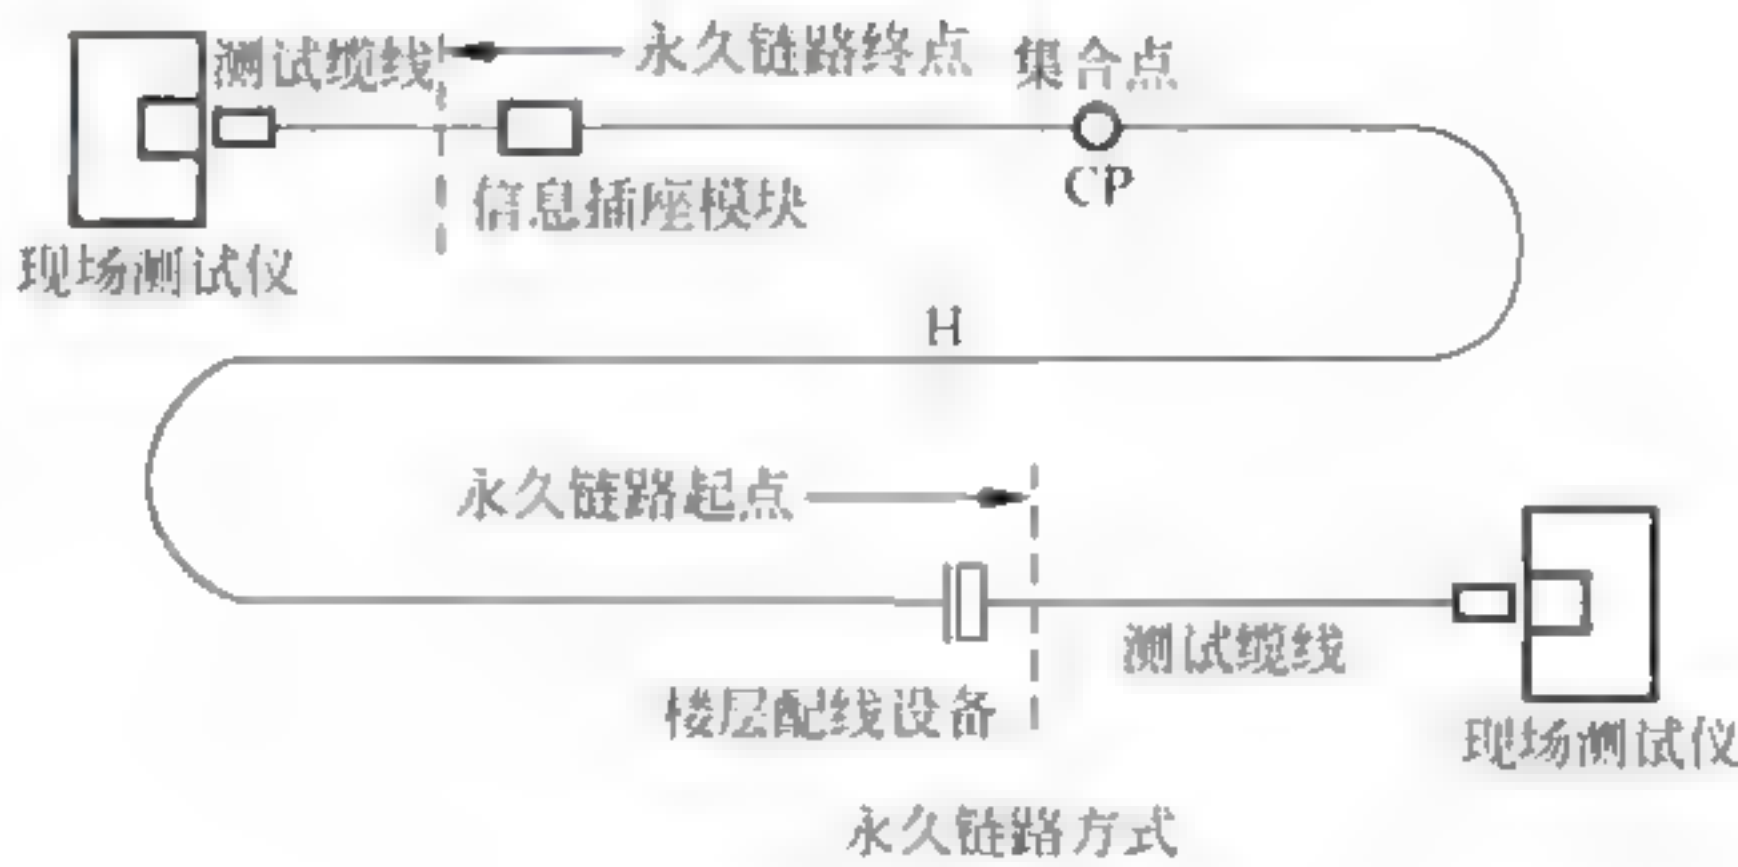 测试缆线
永久链路终点
集合点
CP
信息插座模块
现场测试仪
H
永久链路起点
测试缆线
楼层配线设备
现场测试仪
永久链路方式